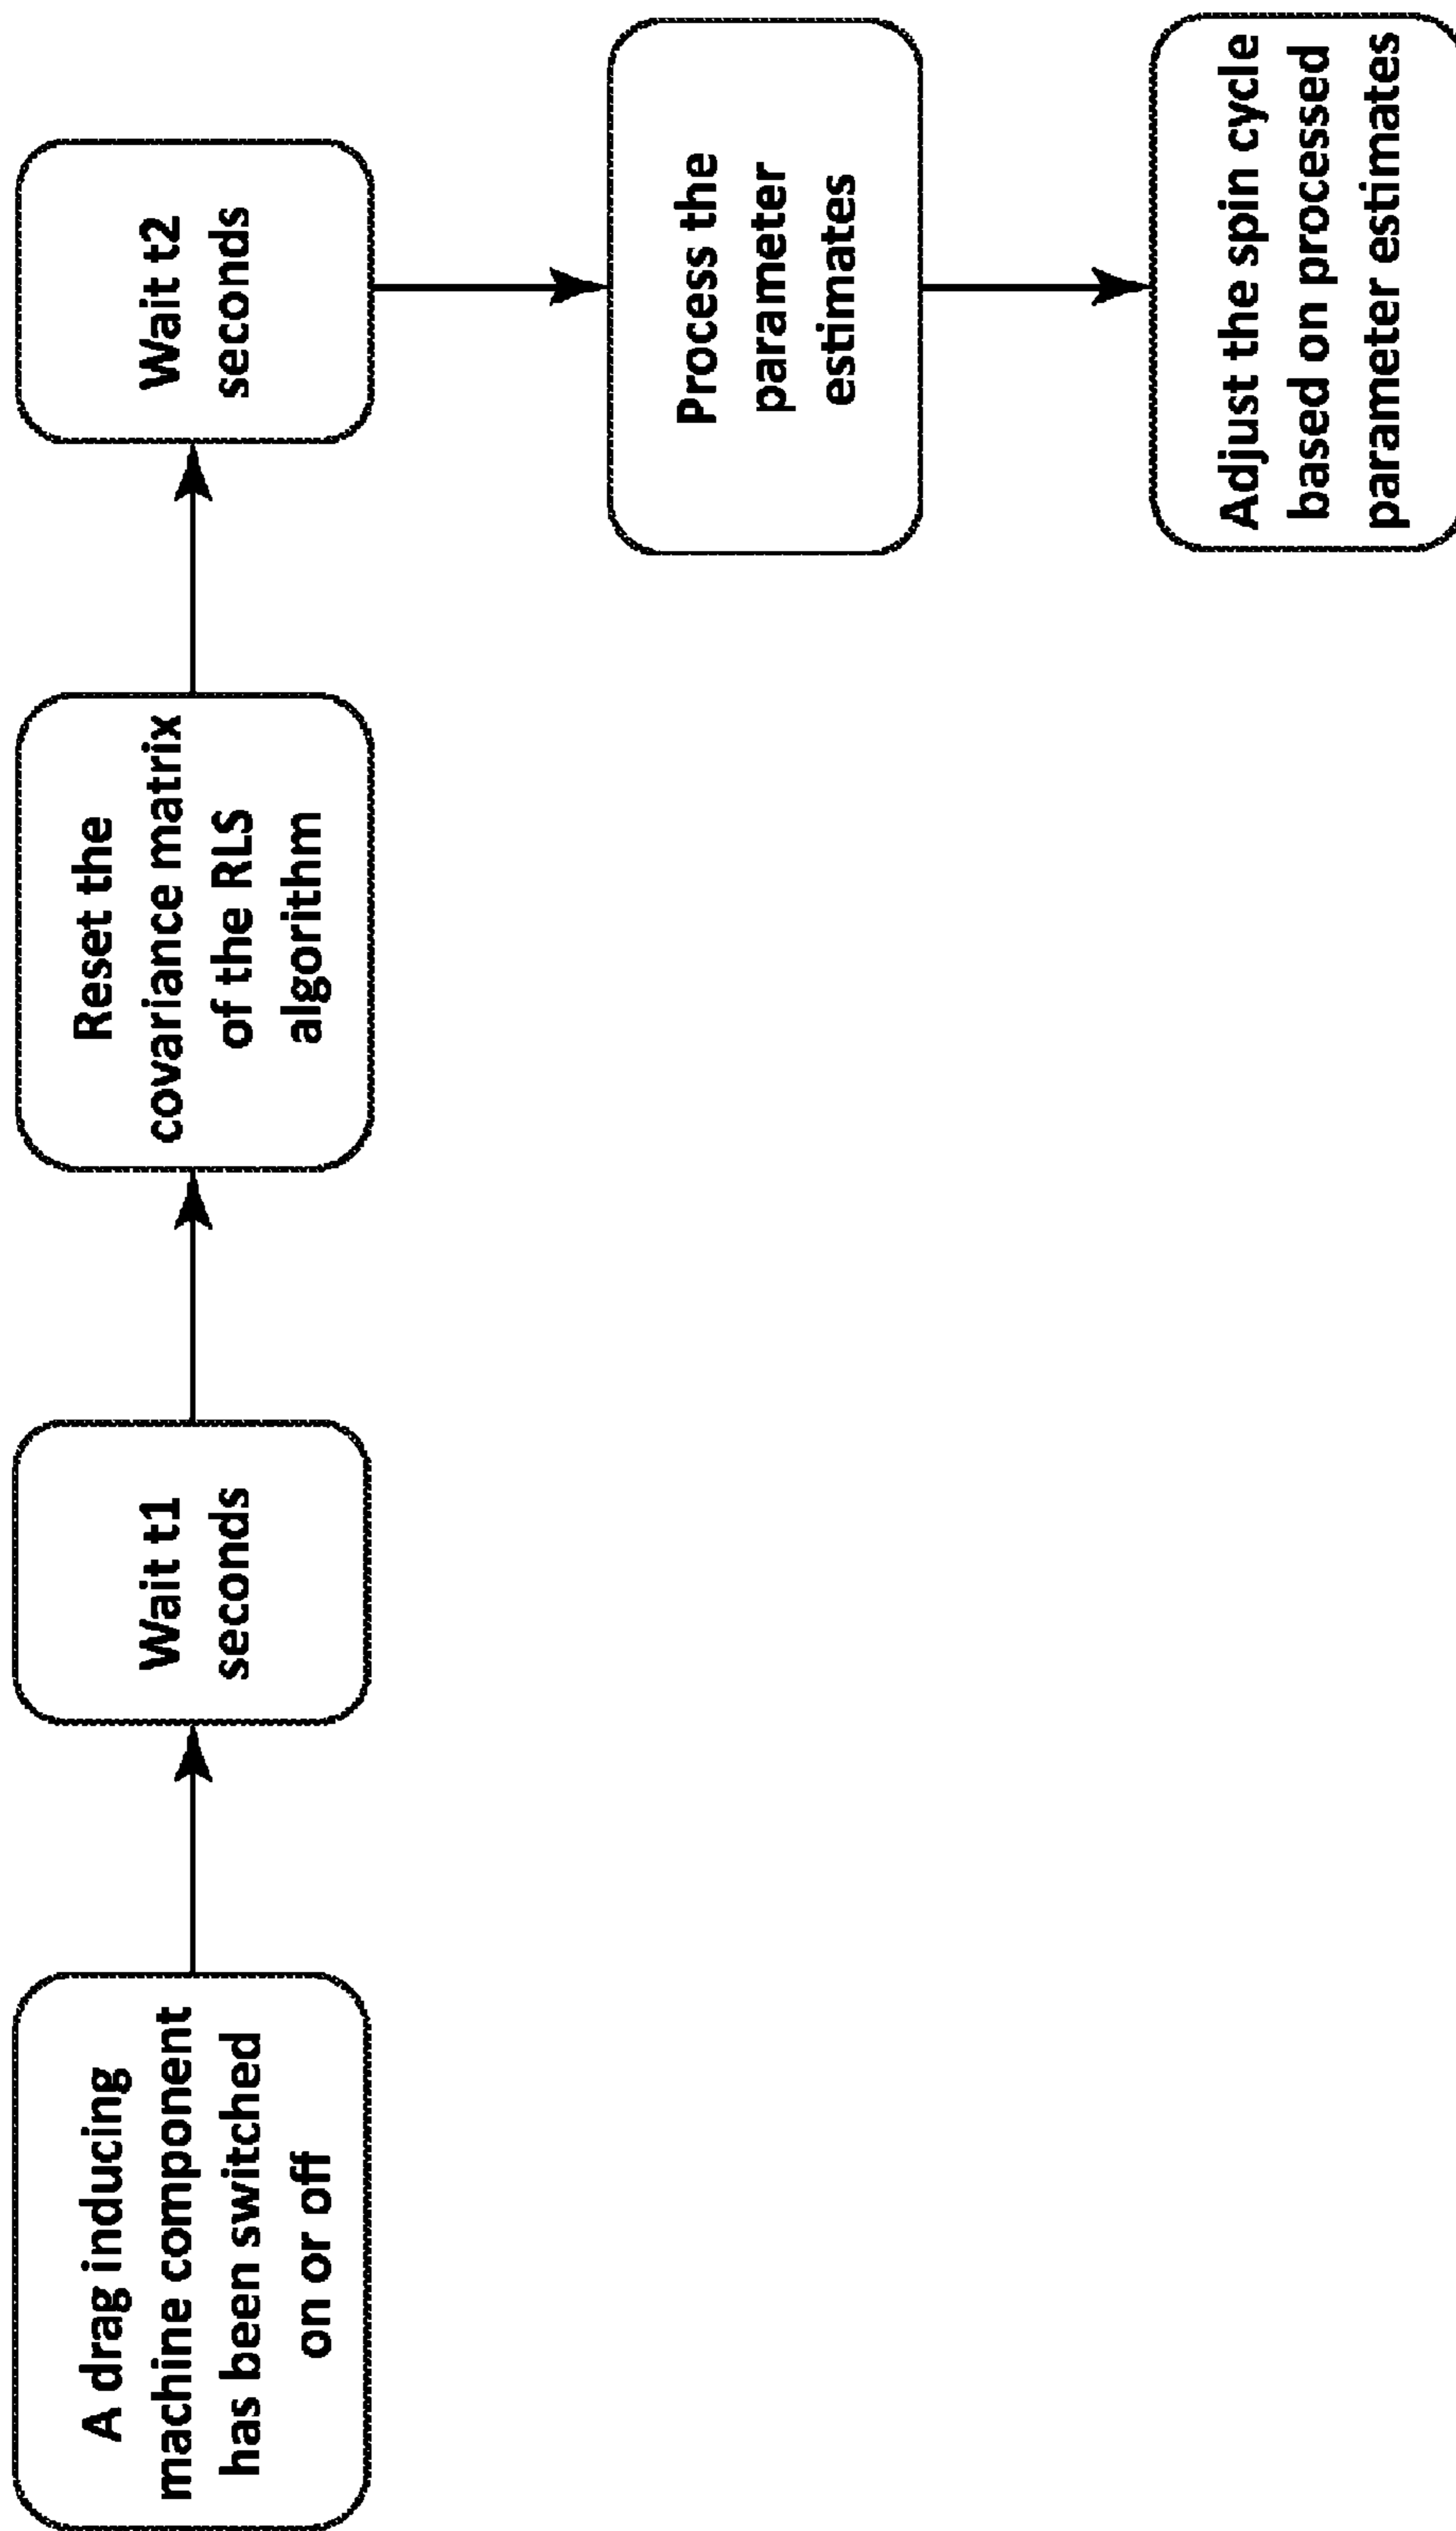 A drag inducing
machine component
has been switched
on or off
Wait t1
seconds
Reset the
covariance matrix
of the RLS
algorithm
Wait t2
seconds
Process the
parameter
estimates
Adjust the spin cycle
based on processed
parameter estimates